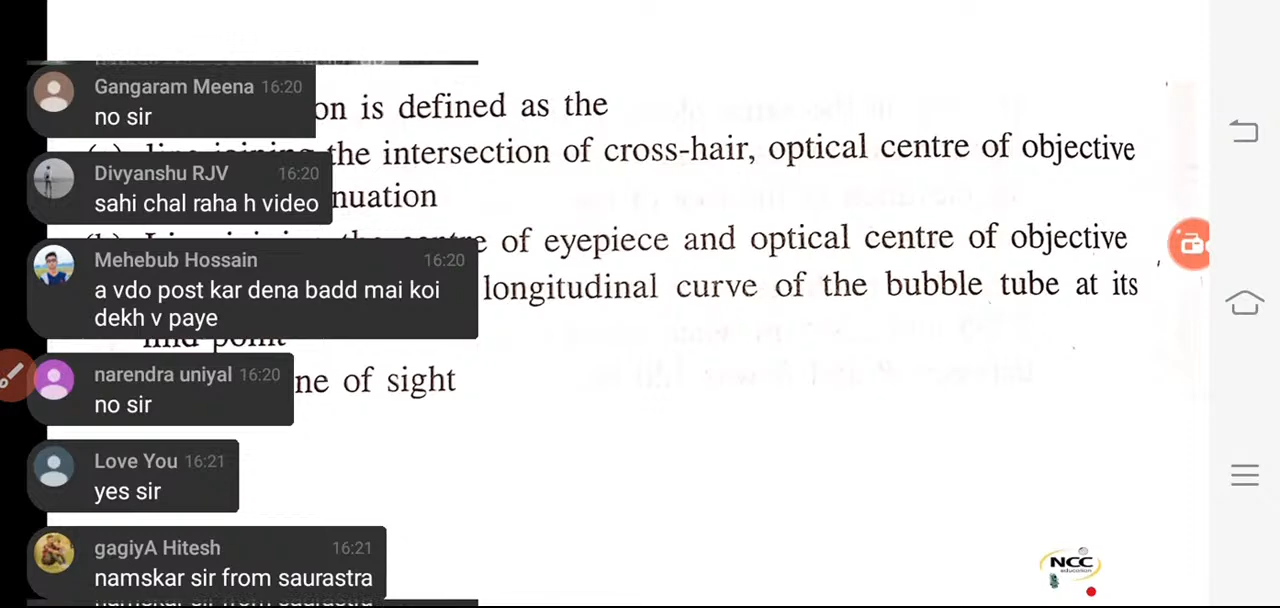 Gangaram Meena 16:20
no sir
on is defined as the
the intersection of cross-hair, optical centre of objective
Divyanshu RJV 16:20
sahi chal raha h video
nuation
e of eyepiece and optical centre of objective
Mehebub Hossain 16:20
a vdo post kar dena badd mai koi
dekh v paye
longitudinal curve of the bubble tube at its
narendra uniyal 16:20
no sir
ne of sight
Love You 16:21
yes sir
gagiyA Hitesh 16:21
namskar sir from saurastra
NCC
education